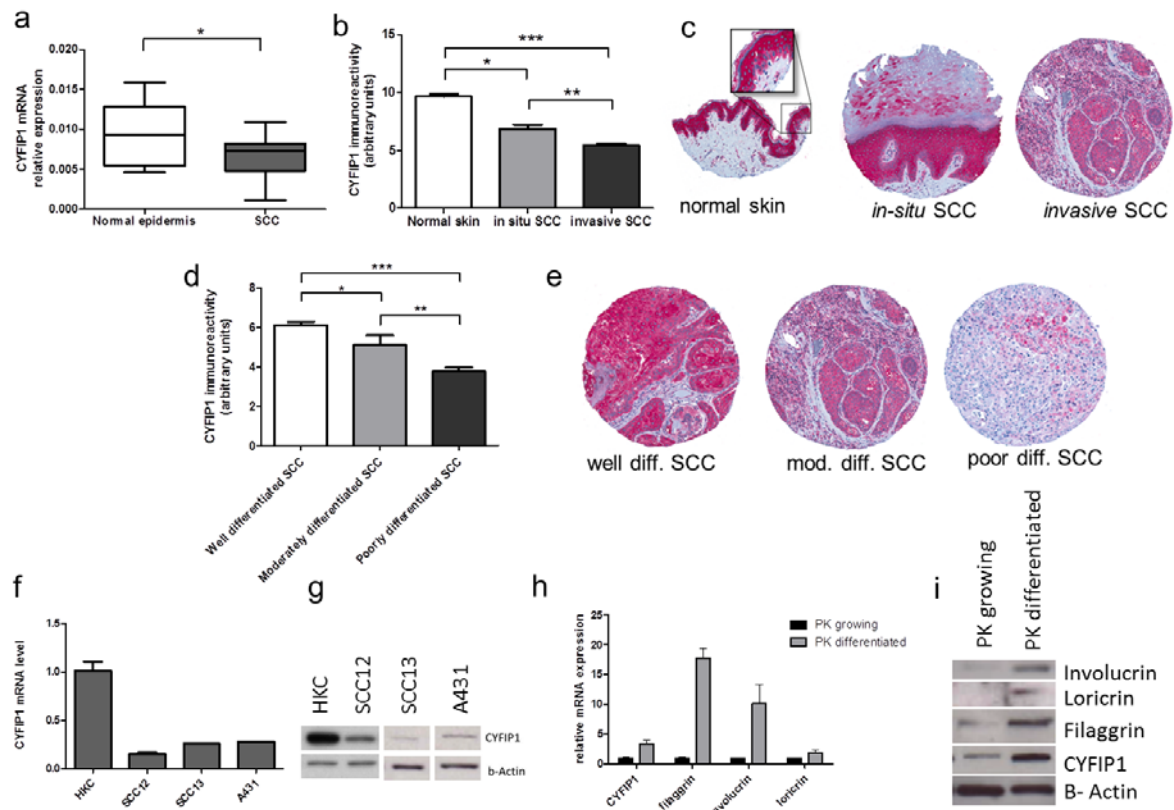 a
*
0.020
0.015
0.010
0.005
0.000
CYFIP1 mRNA
relative expression
Normal epidermis
SCC
b
***
*
**
15
10
5
0
CYFIP1 immunoreactivity
(arbitrary units)
Normal skin
in situ SCC
invasive SCC
c
normal skin
in-situ SCC
invasive SCC
d
***
*
**
8
6
4
2
0
CYFIP1 immunoreactivity
(arbitrary units)
Well differentiated SCC
Moderately differentiated SCC
Poorly differentiated SCC
e
well diff. SCC
mod. diff. SCC
poor diff. SCC
f
1.5
1.0
0.5
0.0
CYFIP1 mRNA level
HKC
SCC12
SCC13
A431
g
HKC
SCC12
SCC13
A431
CYFIP1
b-Actin
h
25
20
15
10
5
0
relative mRNA expression
PK growing
PK differentiated
CYFIP1
filaggrin
involucrin
loricrin
i
PK growing
PK differentiated
Involucrin
Loricrin
Filaggrin
CYFIP1
B- Actin